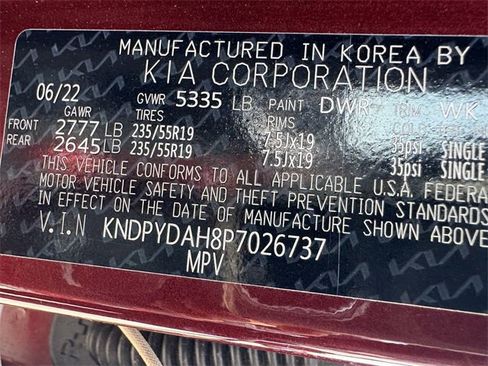 MANUFACTURED IN KOREA BY
KIA CORPORATION
06/22 GVWR 5335 LB PAINT DWR TRIM WK
GAWR TIRES RIMS COLD
FRONT 2777 LB 235/55R19 7.5Jx19 35psi SINGLE
REAR 2645 LB 235/55R19 7.5Jx19 35psi SINGLE
THIS VEHICLE CONFORMS TO ALL APPLICABLE U.S.A. FEDERA
MOTOR VEHICLE SAFETY AND THEFT PREVENTION STANDARDS
IN EFFECT ON THE DATE OF MANUFACTURE SHOWN ABOVE
V.I.N KNDPYDAH8P7026737
MPV